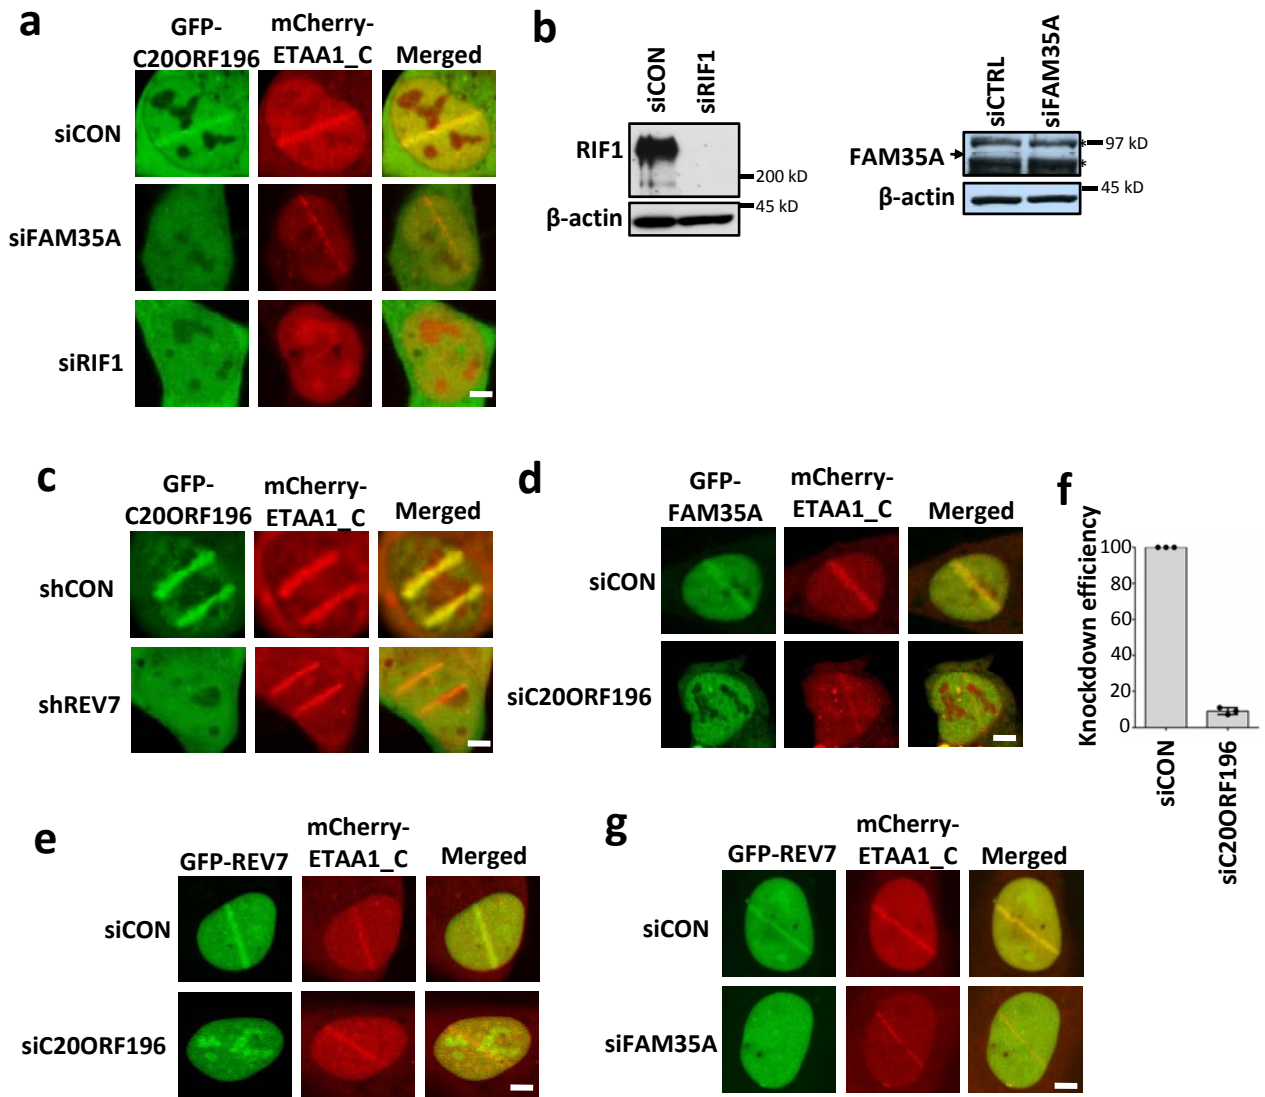 a
GFP-
C20ORF196
mCherry-
ETAA1_C
Merged
siCON
siFAM35A
siRIF1
b
siCON
siRIF1
RIF1
200 kD
β-actin
45 kD
siCTRL
siFAM35A
FAM35A
* 97 kD
*
β-actin
45 kD
c
GFP-
C20ORF196
mCherry-
ETAA1_C
Merged
shCON
shREV7
d
GFP-
FAM35A
mCherry-
ETAA1_C
Merged
siCON
siC20ORF196
f
Knockdown efficiency
100
80
60
40
20
0
siCON
siC20ORF196
e
GFP-REV7
mCherry-
ETAA1_C
Merged
siCON
siC20ORF196
g
GFP-REV7
mCherry-
ETAA1_C
Merged
siCON
siFAM35A